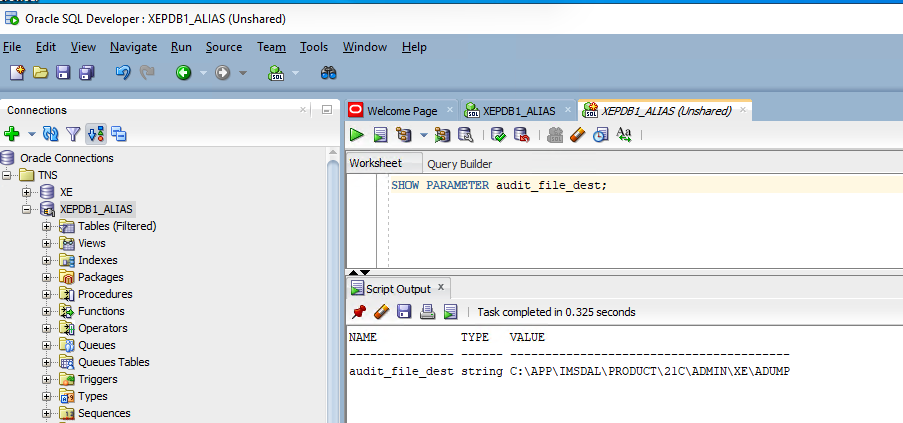 Oracle SQL Developer : XEPDB1_ALIAS (Unshared)
File Edit View Navigate Run Source Team Tools Window Help
SQL
Connections
Oracle Connections
TNS
XE
XEPDB1_ALIAS
Tables (Filtered)
Views
Indexes
Packages
Procedures
Functions
Operators
Queues
Queues Tables
Triggers
Types
Sequences
Welcome Page
XEPDB1_ALIAS
XEPDB1_ALIAS (Unshared)
Aa
Worksheet Query Builder
SHOW PARAMETER audit_file_dest;
Script Output x
Task completed in 0.325 seconds
NAME TYPE VALUE
--------------- ------ ----------------------------------------
audit_file_dest string C:\APP\IMSDAL\PRODUCT\21C\ADMIN\XE\ADUMP